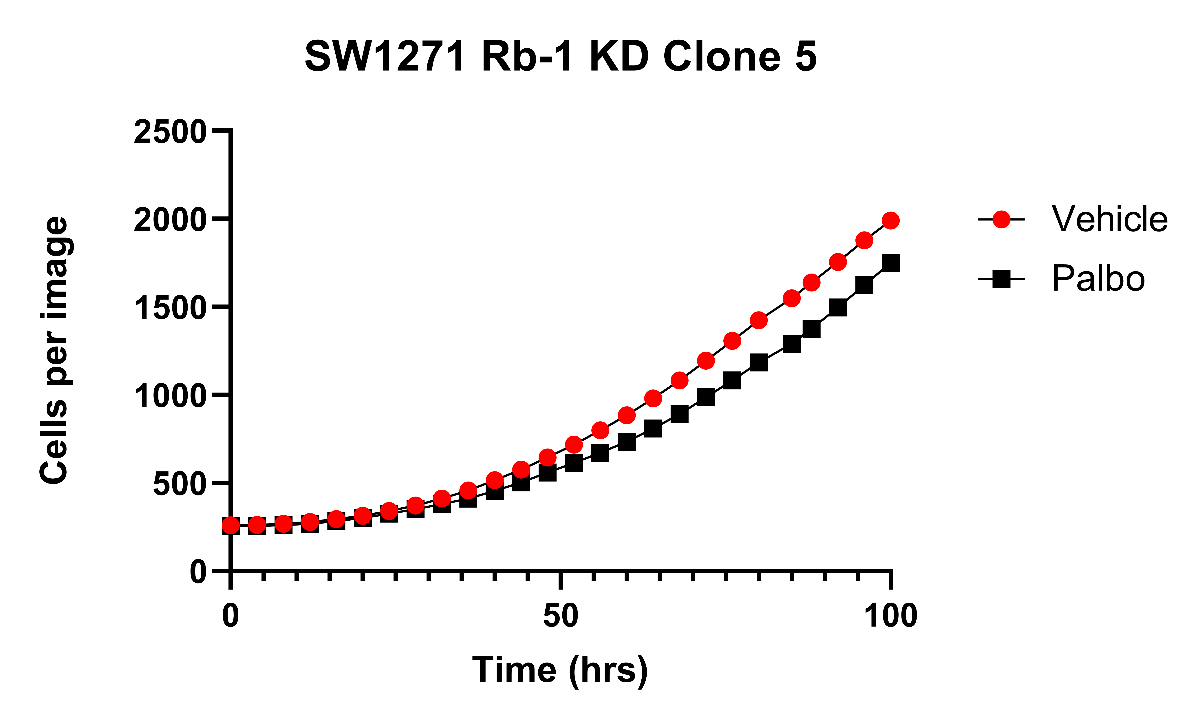 SW1271 Rb-1 KD Clone 5
2500
2000
1500
1000
500
0
Cells per image
0 50 100
Time (hrs)
Vehicle
Palbo